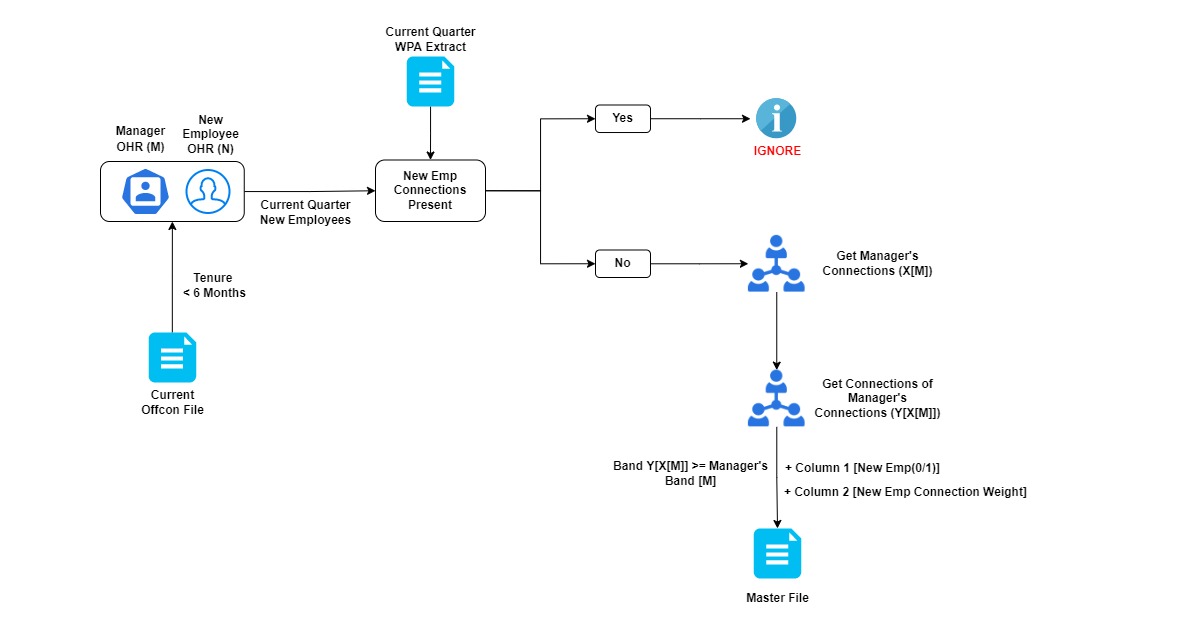 Current Quarter
WPA Extract
Manager
OHR (M)
New
Employee
OHR (N)
Current Quarter
New Employees
New Emp
Connections
Present
Yes
IGNORE
No
Get Manager's
Connections (X[M])
Tenure
< 6 Months
Current
Offcon File
Get Connections of
Manager's
Connections (Y[X[M]])
Band Y[X[M]] >= Manager's
Band [M]
+ Column 1 [New Emp(0/1)]
+ Column 2 [New Emp Connection Weight]
Master File